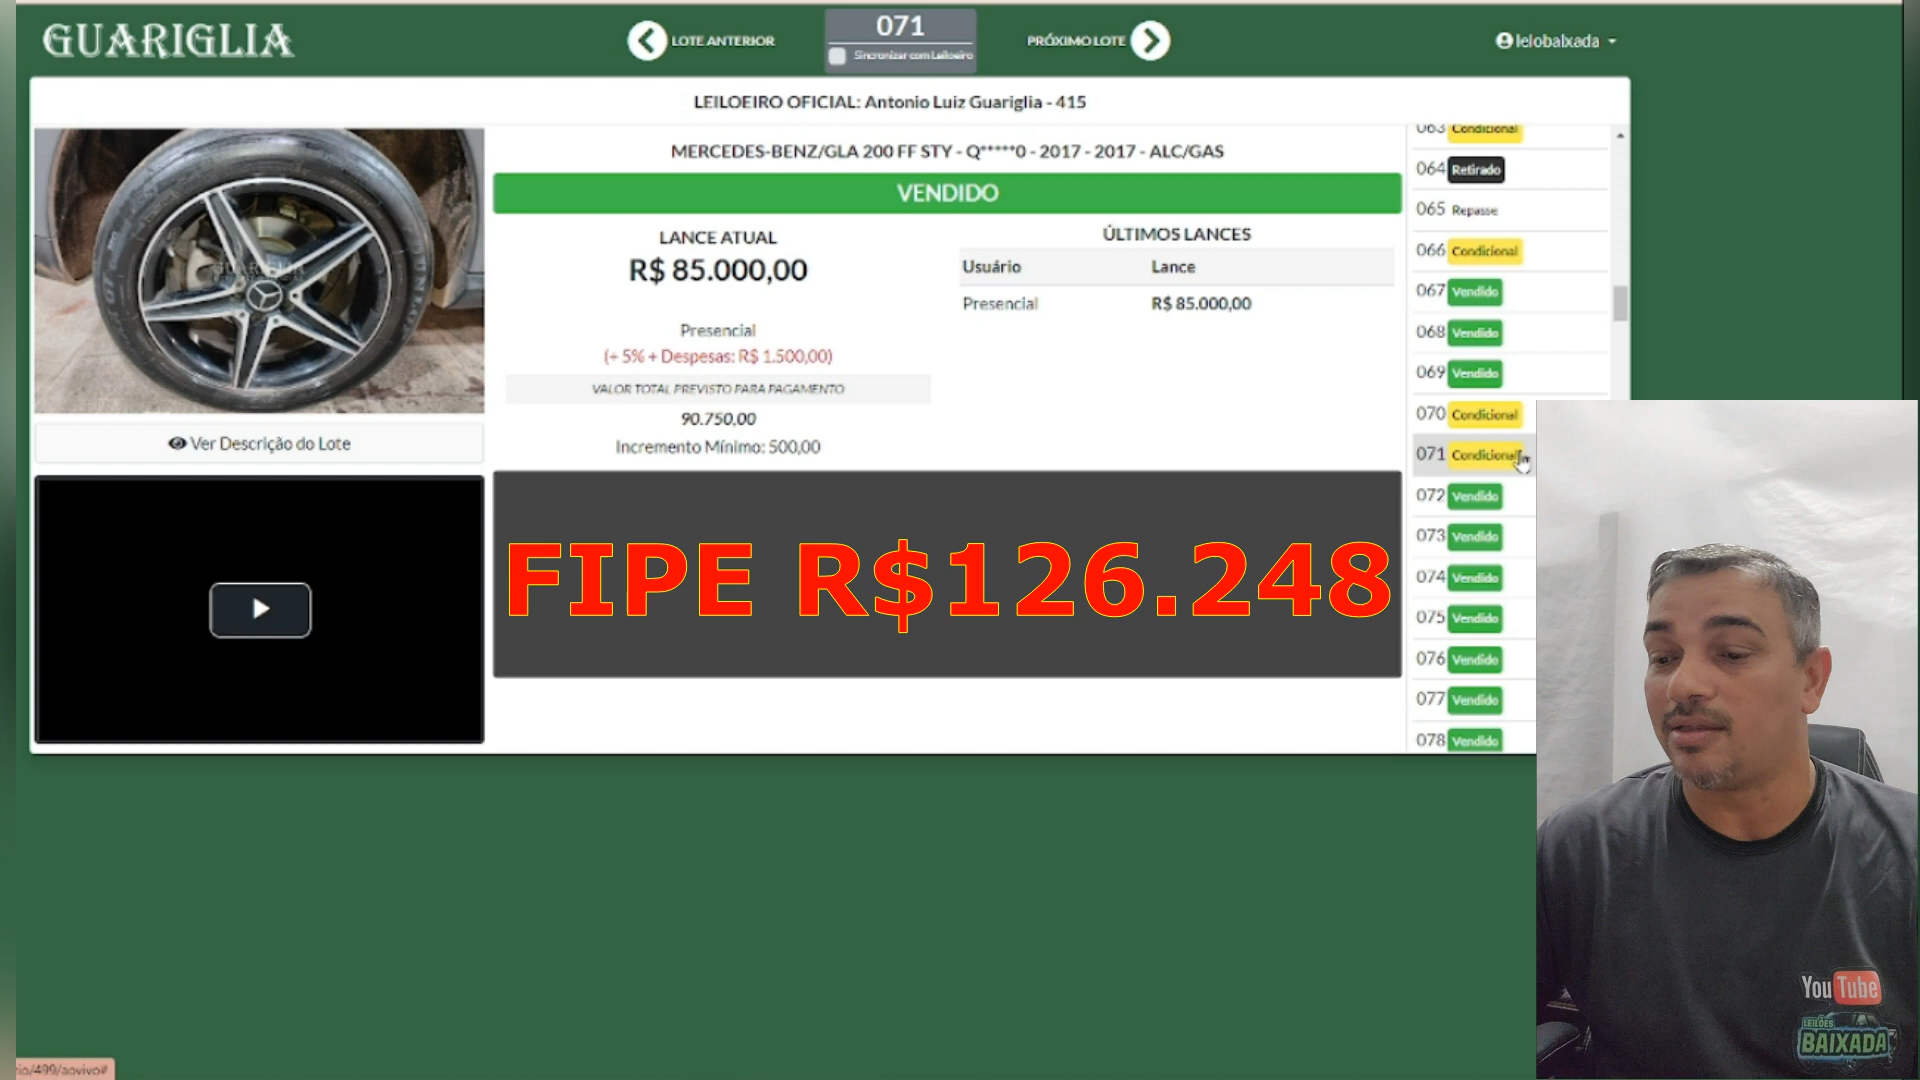 GUARIGLIA
LOTE ANTERIOR
071
Sincronizar com Leiloeiro
PRÓXIMO LOTE
lelobaixada
LEILOEIRO OFICIAL: Antonio Luiz Guariglia - 415
MERCEDES-BENZ/GLA 200 FF STY - Q*****0 - 2017 - 2017 - ALC/GAS
VENDIDO
LANCE ATUAL
R$ 85.000,00
Presencial
(+ 5% + Despesas: R$ 1.500,00)
VALOR TOTAL PREVISTO PARA PAGAMENTO
90.750,00
Incremento Mínimo: 500,00
ÚLTIMOS LANCES
Usuário Lance
Presencial R$ 85.000,00
Ver Descrição do Lote
FIPE R$126.248
063 Condicional
064 Retirado
065 Repasse
066 Condicional
067 Vendido
068 Vendido
069 Vendido
070 Condicional
071 Condicional
072 Vendido
073 Vendido
074 Vendido
075 Vendido
076 Vendido
077 Vendido
078 Vendido
YouTube
LEILÕES
BAIXADA
io/499/aovivo#